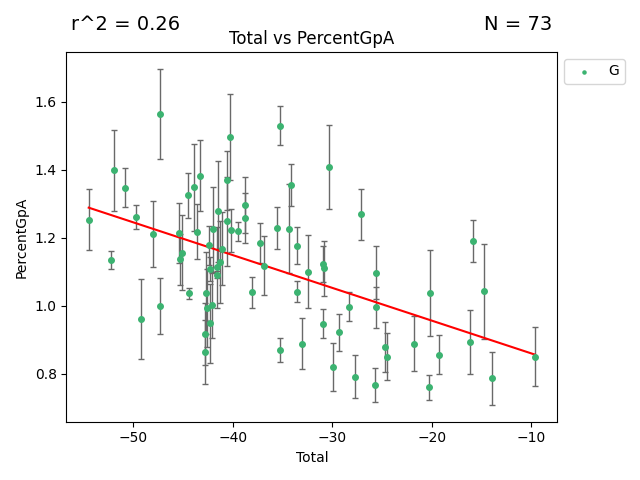 r^2 = 0.26
N = 73
Total vs PercentGpA
G
PercentGpA
1.6
1.4
1.2
1.0
0.8
−50
−40
−30
−20
−10
Total